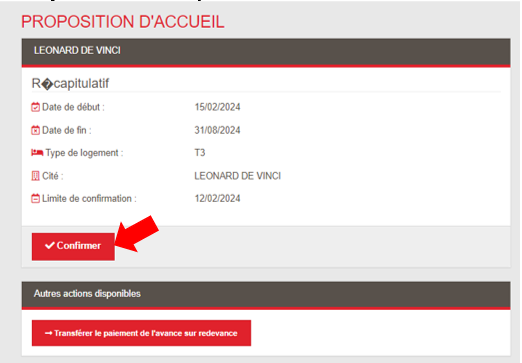 PROPOSITION D'ACCUEIL
LEONARD DE VINCI
R�capitulatif
Date de début : 15/02/2024
Date de fin : 31/08/2024
Type de logement : T3
Cité : LEONARD DE VINCI
Limite de confirmation : 12/02/2024
Confirmer
Autres actions disponibles
→ Transférer le paiement de l'avance sur redevance